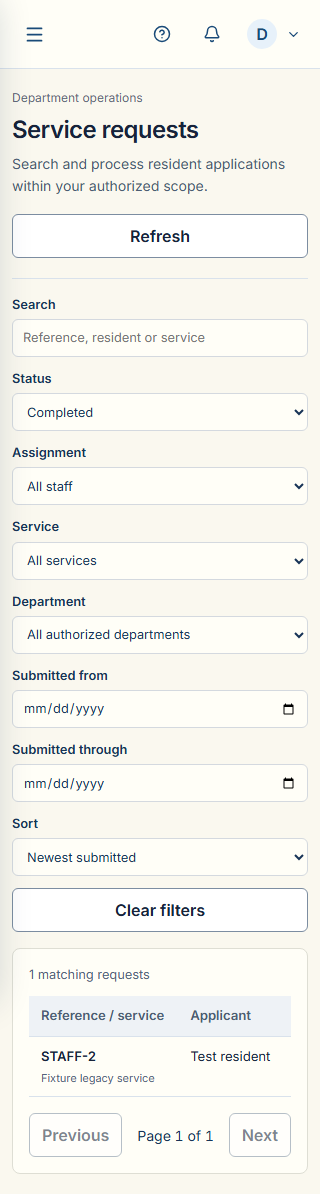 D
Department operations
Service requests
Search and process resident applications
within your authorized scope.
Refresh
Search
Reference, resident or service
Status
Completed
Assignment
All staff
Service
All services
Department
All authorized departments
Submitted from
mm/dd/yyyy
Submitted through
mm/dd/yyyy
Sort
Newest submitted
Clear filters
1 matching requests
Reference / service Applicant
STAFF-2 Test resident
Fixture legacy service
Previous Page 1 of 1 Next